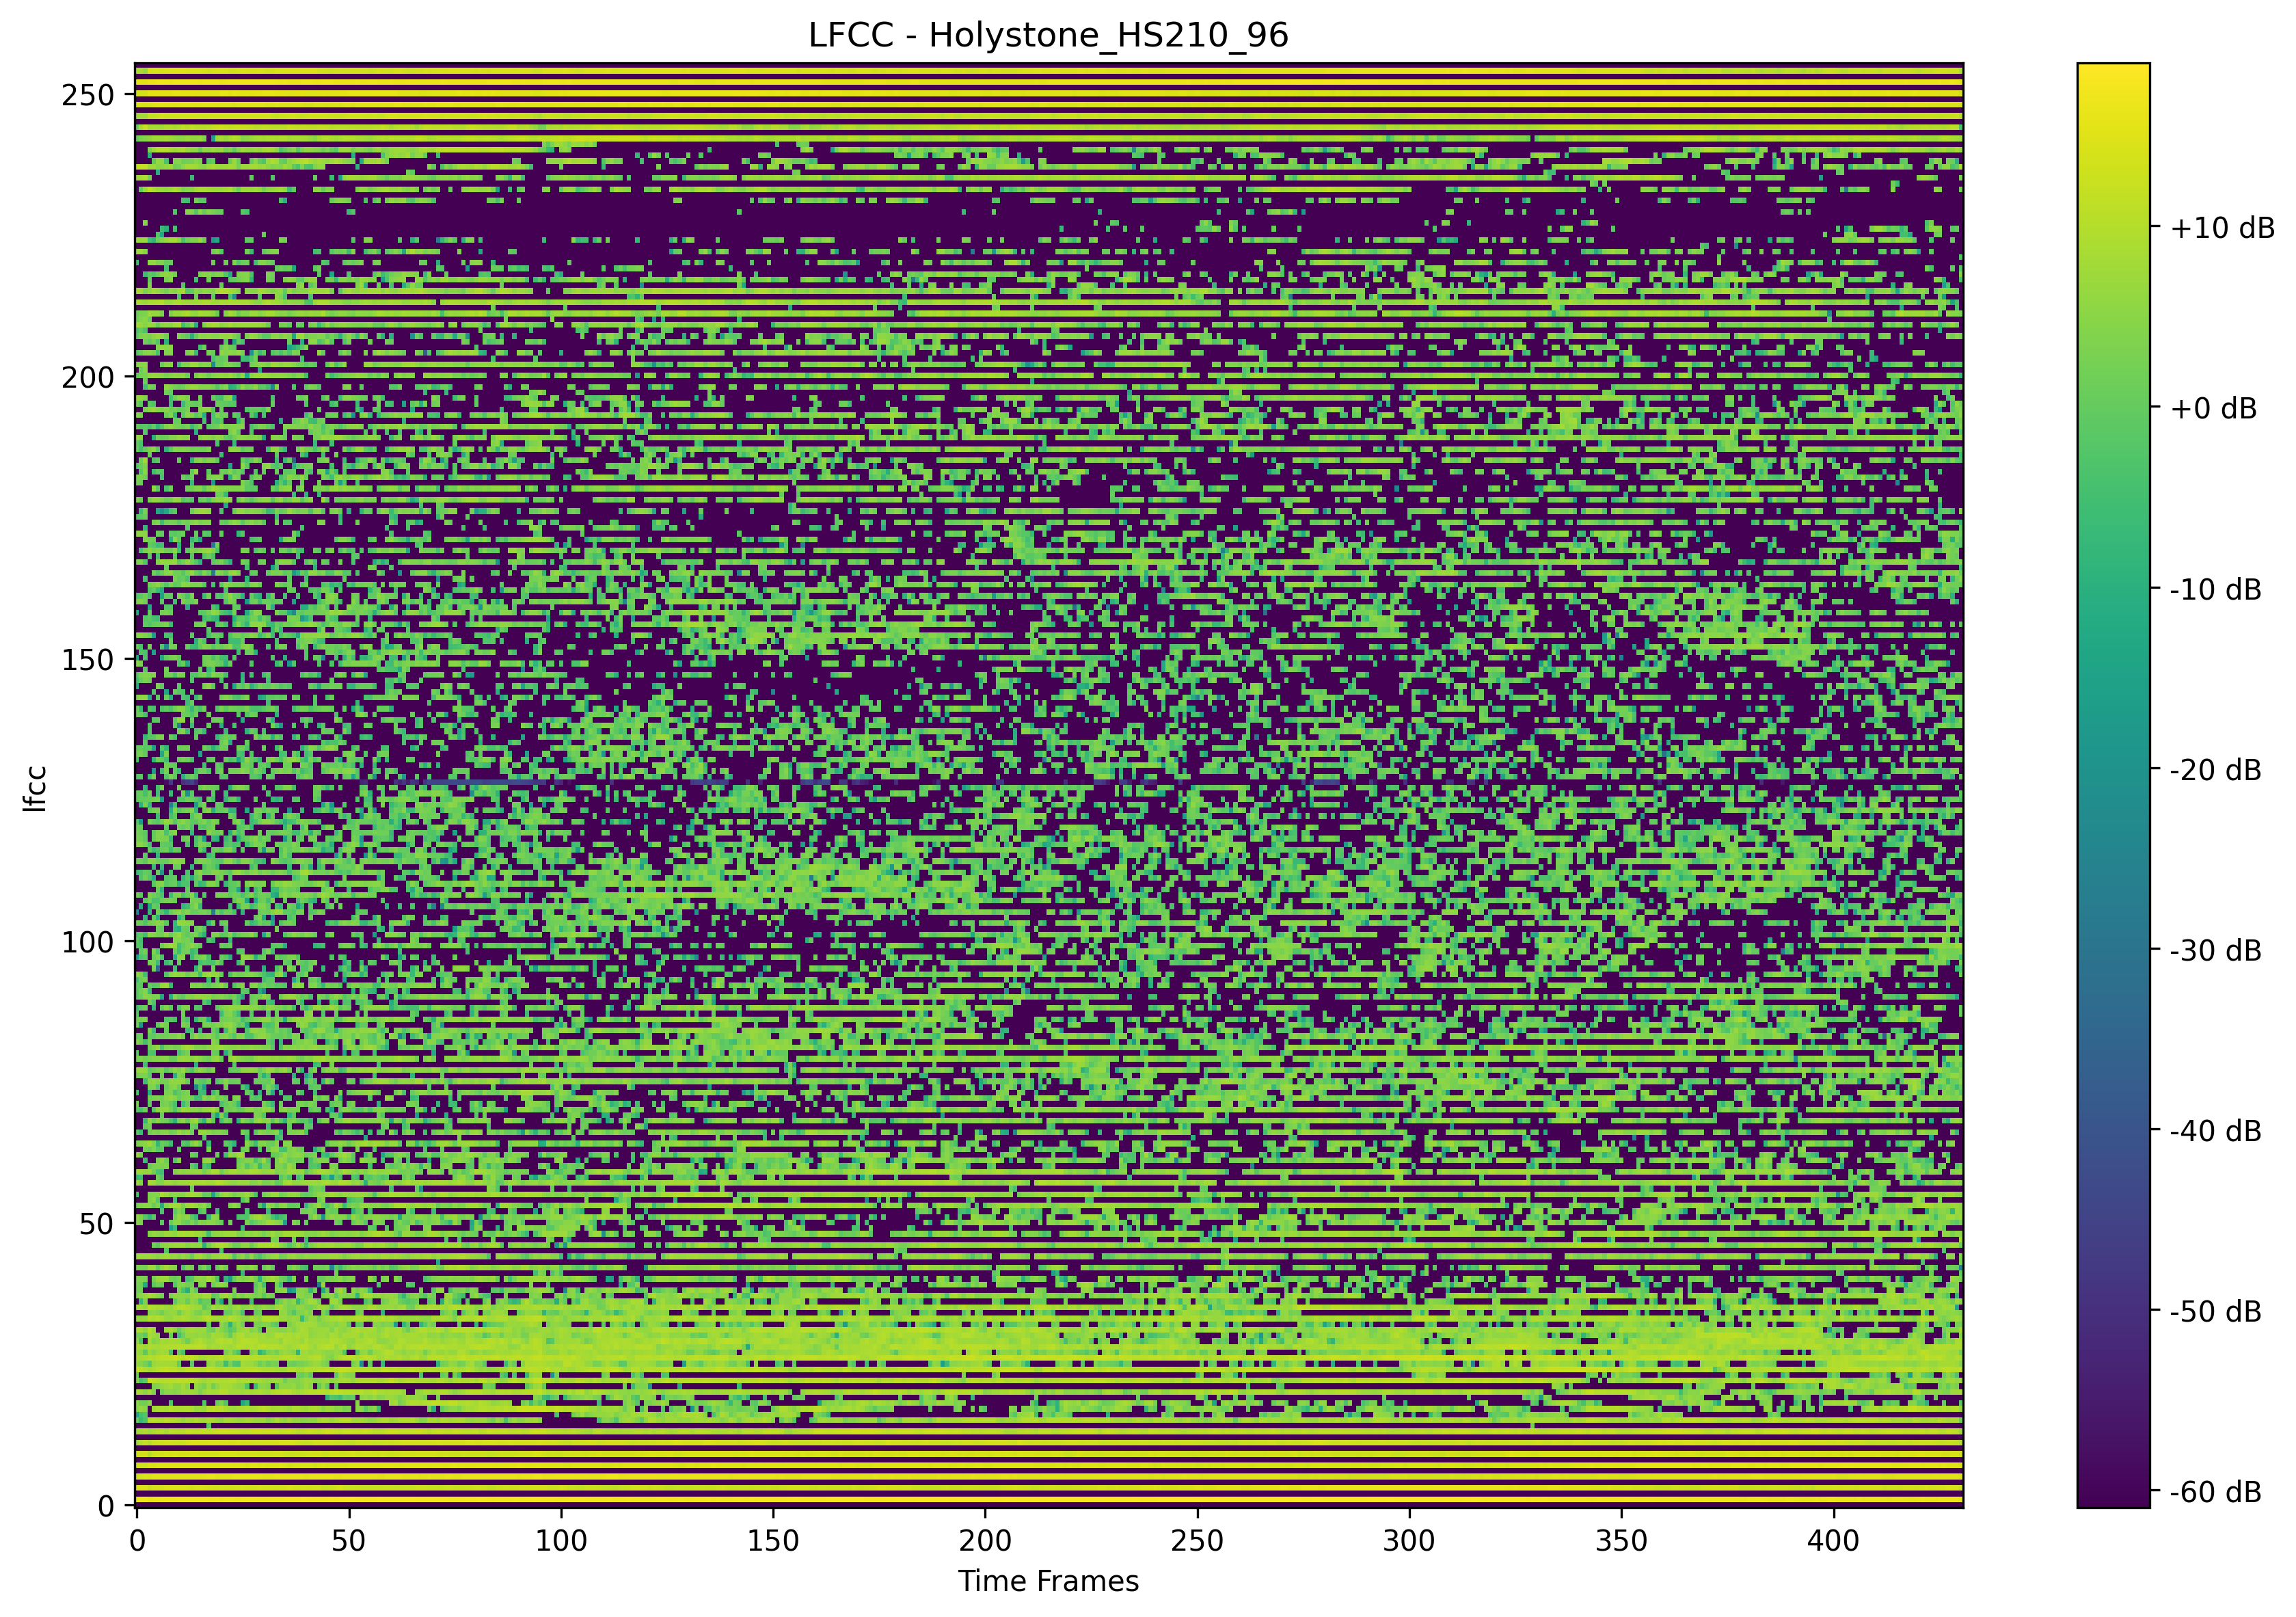 LFCC - Holystone_HS210_96
250
200
150
100
50
0
lfcc
0 50 100 150 200 250 300 350 400
Time Frames
+10 dB
+0 dB
-10 dB
-20 dB
-30 dB
-40 dB
-50 dB
-60 dB